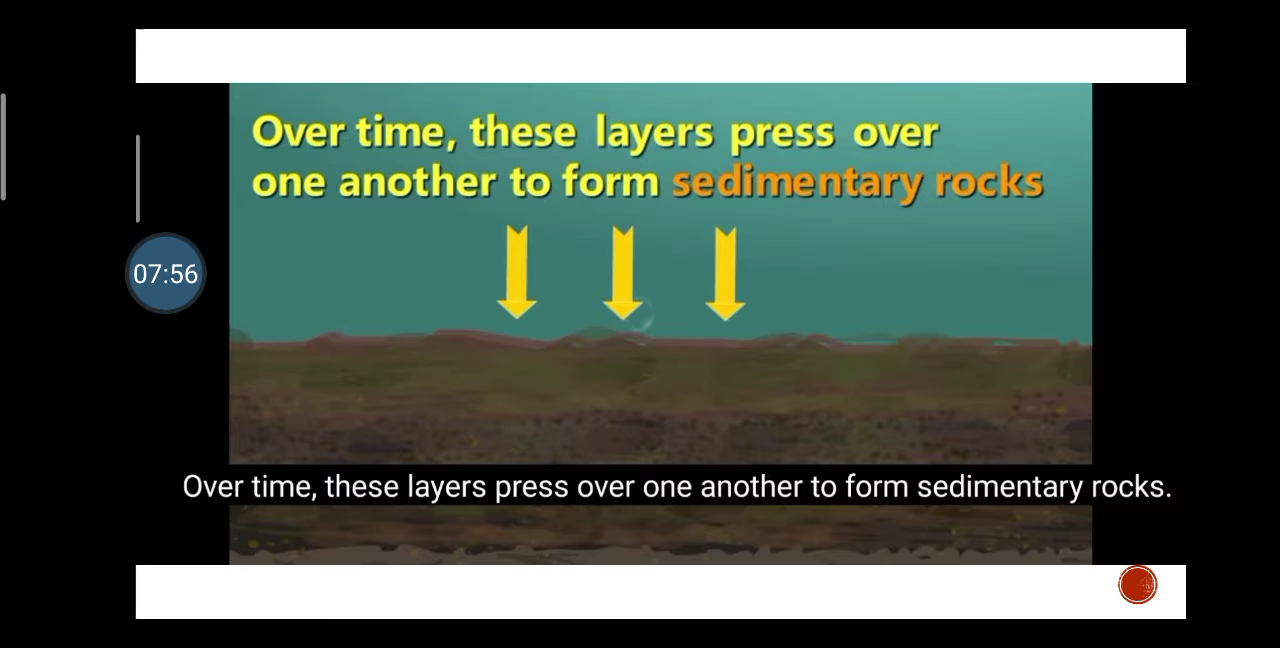 Over time, these layers press over
one another to form sedimentary rocks
07:56
Over time, these layers press over one another to form sedimentary rocks.